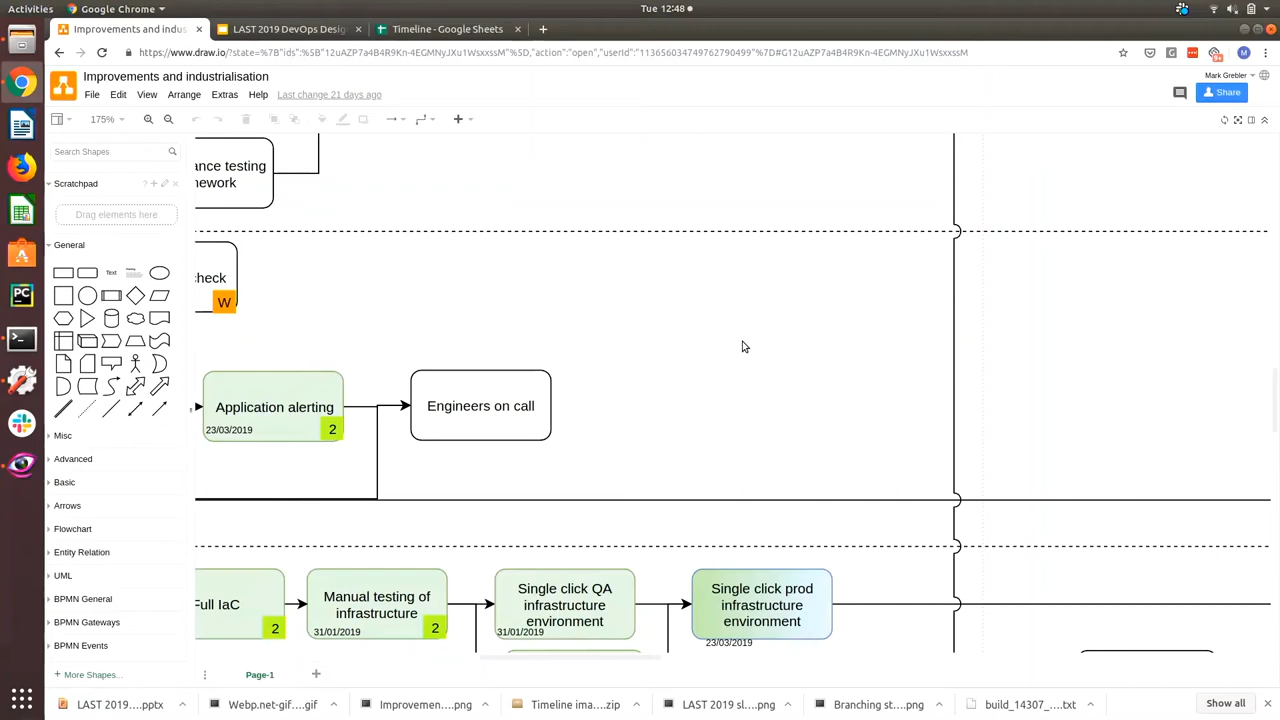 Activities
Google Chrome
Tue 12:48
Improvements and indus
LAST 2019 DevOps Desig
Timeline - Google Sheets
https://www.draw.io/?state=%7B"ids":%5B"12uAZP7a4B4R9Kn-4EGMNyJXu1WsxxsM"%5D,"action":"open","userId":"113656034749762790499"%7D#G12uAZP7a4B4R9Kn-4EGMNyJXu1WsxxsM
Improvements and industrialisation
Mark Grebler
File Edit View Arrange Extras Help Last change 21 days ago
Share
175%
Search Shapes
Scratchpad
Drag elements here
General
Text
Misc
Advanced
Basic
Arrows
Flowchart
Entity Relation
UML
BPMN General
BPMN Gateways
BPMN Events
More Shapes...
ance testing
nework
check
W
Application alerting
23/03/2019
2
Engineers on call
Full IaC
2
Manual testing of
infrastructure
31/01/2019
2
Single click QA
infrastructure
environment
31/01/2019
Single click prod
infrastructure
environment
23/03/2019
Page-1
LAST 2019....pptx
Webp.net-gif....gif
Improvemen....png
Timeline ima....zip
LAST 2019 sl....png
Branching st....png
build_14307-....txt
Show all